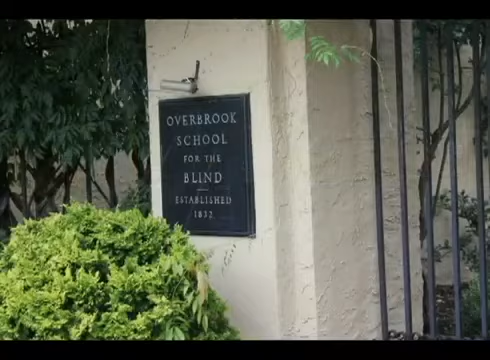 OVERBROOK
SCHOOL
FOR THE
BLIND
ESTABLISHED
1832